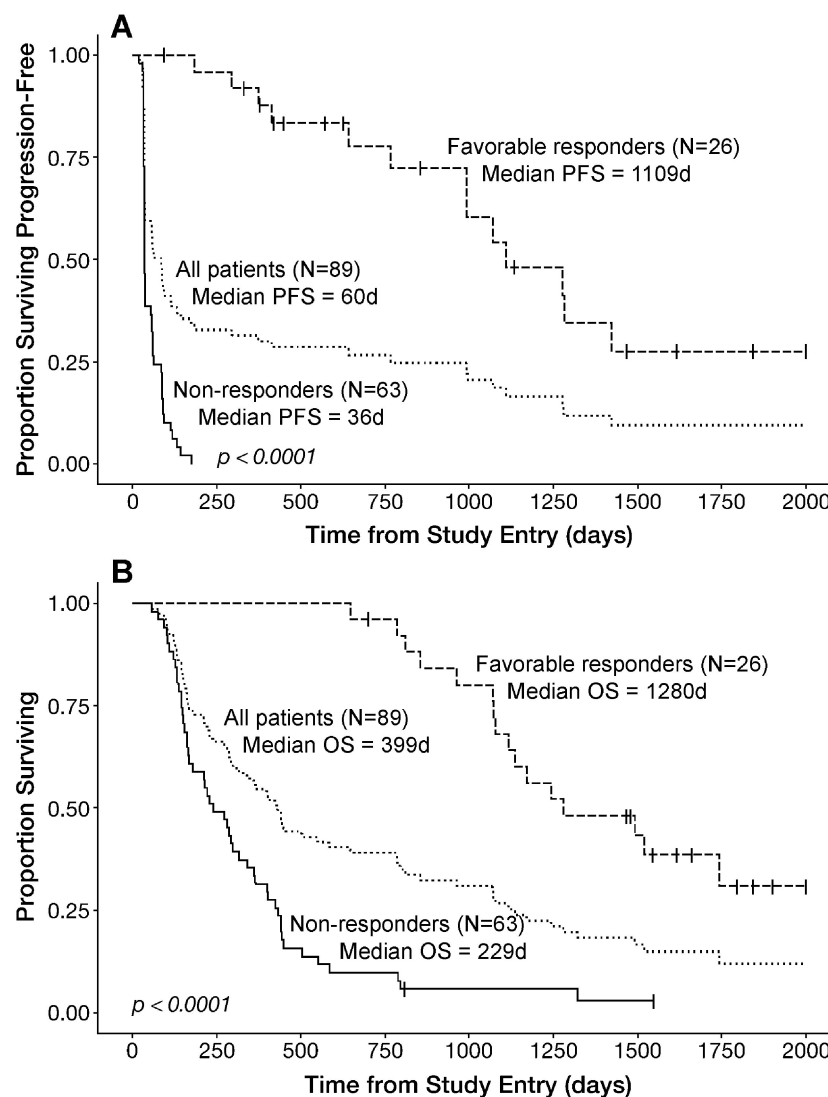 A
Proportion Surviving Progression-Free
1.00
0.75
0.50
0.25
0.00
Favorable responders (N=26)
Median PFS = 1109d
All patients (N=89)
Median PFS = 60d
Non-responders (N=63)
Median PFS = 36d
p < 0.0001
0 250 500 750 1000 1250 1500 1750 2000
Time from Study Entry (days)
B
Proportion Surviving
1.00
0.75
0.50
0.25
0.00
Favorable responders (N=26)
Median OS = 1280d
All patients (N=89)
Median OS = 399d
Non-responders (N=63)
Median OS = 229d
p < 0.0001
0 250 500 750 1000 1250 1500 1750 2000
Time from Study Entry (days)